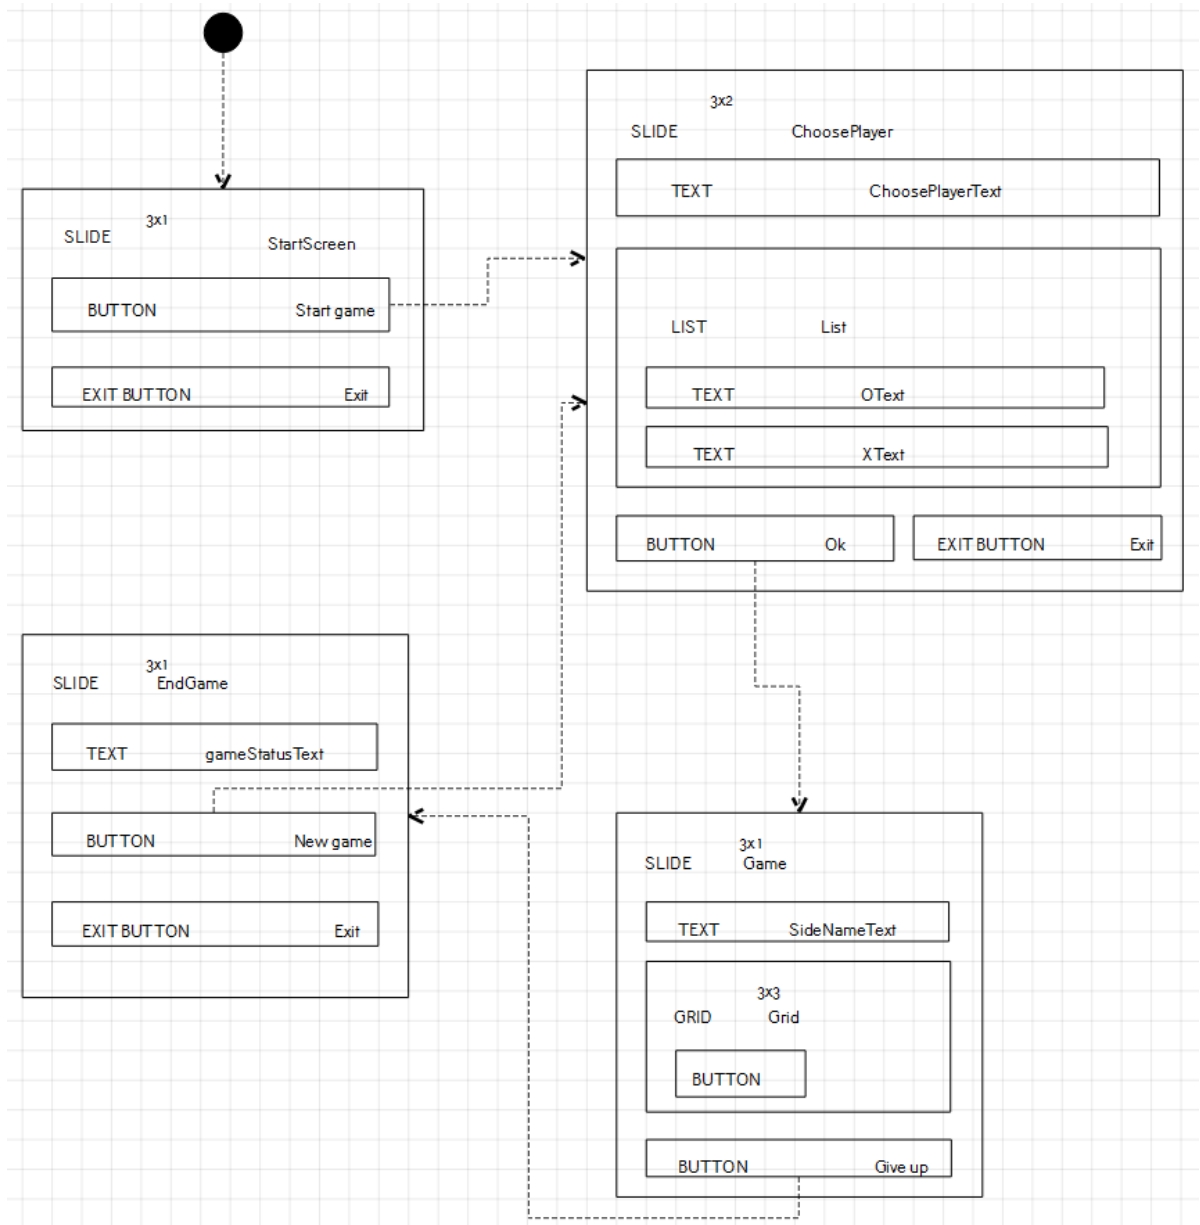 3x1
SLIDE StartScreen
BUTTON Start game
EXIT BUTTON Exit
3x2
SLIDE ChoosePlayer
TEXT ChoosePlayerText
LIST List
TEXT OText
TEXT XText
BUTTON Ok
EXIT BUTTON Exit
3x1
SLIDE EndGame
TEXT gameStatusText
BUTTON New game
EXIT BUTTON Exit
3x1
SLIDE Game
TEXT SideNameText
3x3
GRID Grid
BUTTON
BUTTON Give up